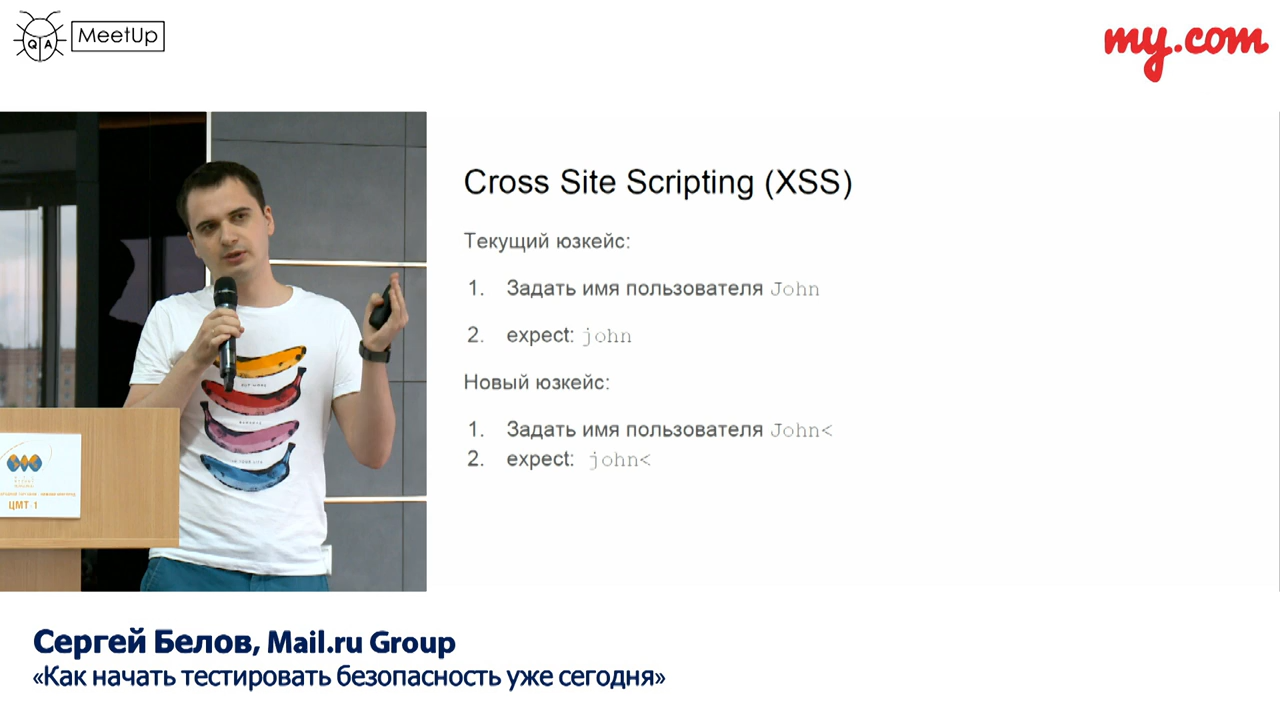 QA MeetUp
my.com
Cross Site Scripting (XSS)
Текущий юзкейс:
1. Задать имя пользователя John
2. expect: john
Новый юзкейс:
1. Задать имя пользователя John<
2. expect: john<
ЦМТ-1
Сергей Белов, Mail.ru Group
«Как начать тестировать безопасность уже сегодня»